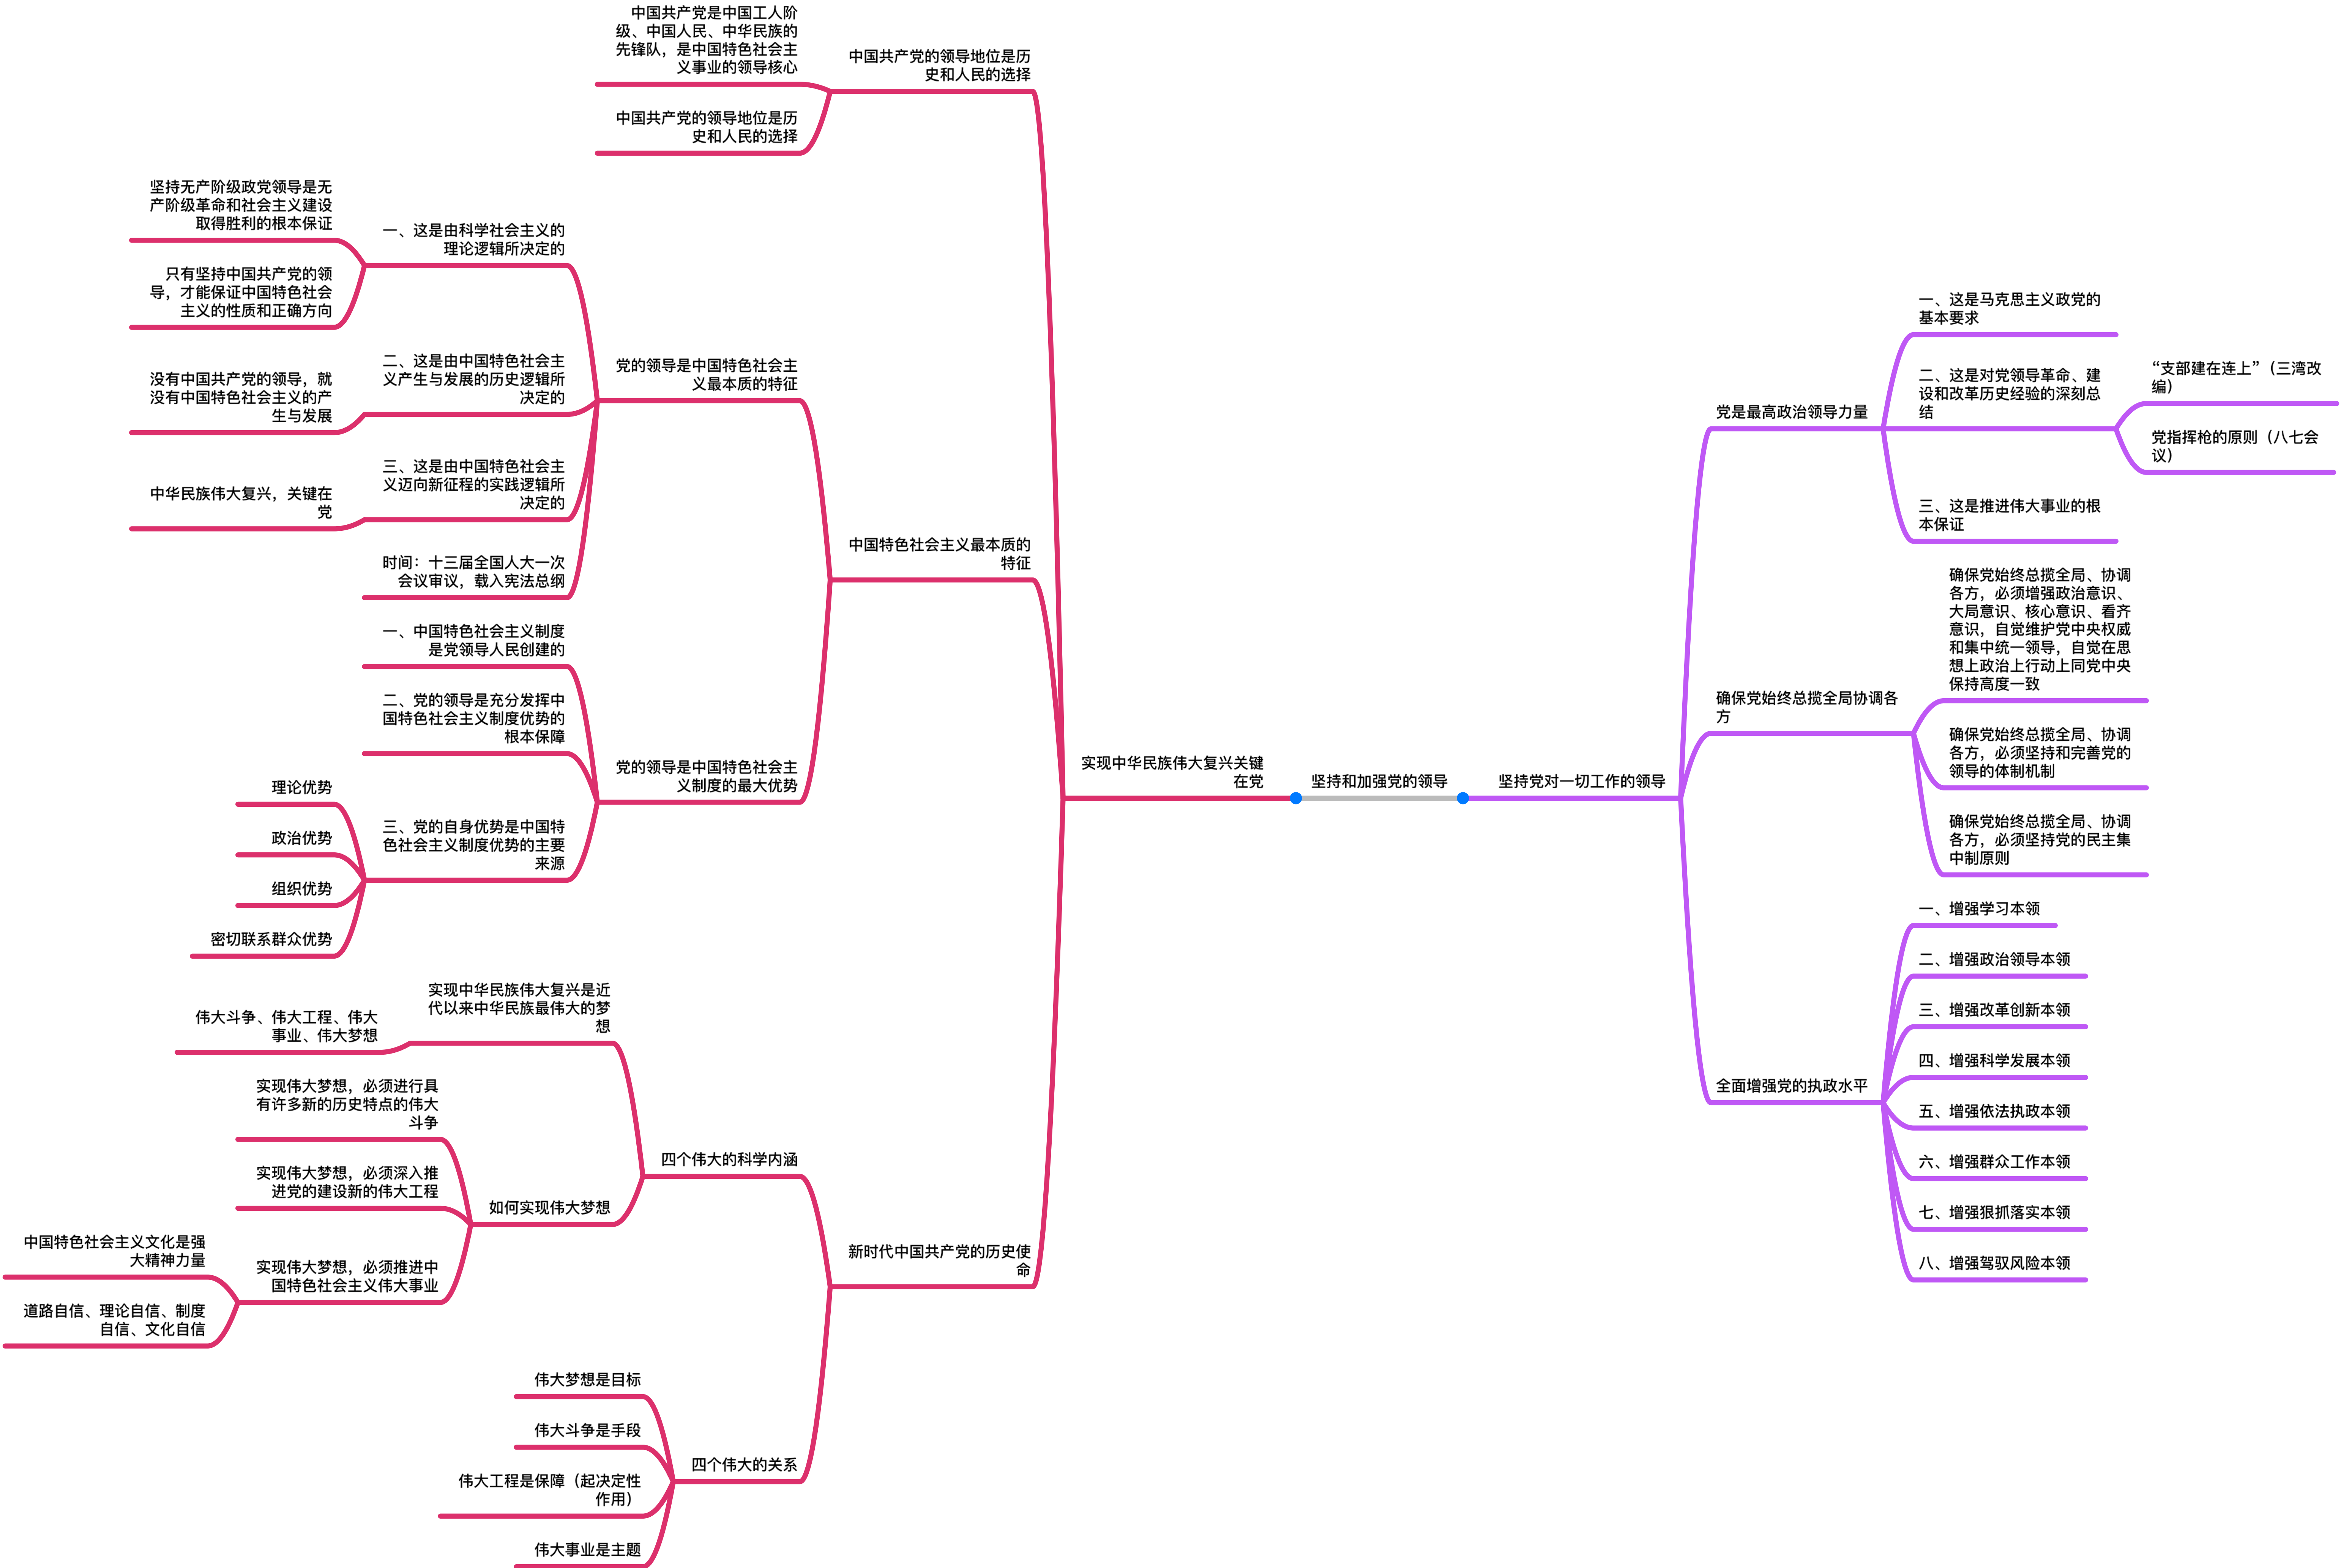 坚持和加强党的领导
实现中华民族伟大复兴关键
在党
中国共产党的领导地位是历
史和人民的选择
中国共产党是中国工人阶
级、中国人民、中华民族的
先锋队，是中国特色社会主
义事业的领导核心
中国共产党的领导地位是历
史和人民的选择
中国特色社会主义最本质的
特征
党的领导是中国特色社会主
义最本质的特征
一、这是由科学社会主义的
理论逻辑所决定的
坚持无产阶级政党领导是无
产阶级革命和社会主义建设
取得胜利的根本保证
只有坚持中国共产党的领
导，才能保证中国特色社会
主义的性质和正确方向
二、这是由中国特色社会主
义产生与发展的历史逻辑所
决定的
没有中国共产党的领导，就
没有中国特色社会主义的产
生与发展
三、这是由中国特色社会主
义迈向新征程的实践逻辑所
决定的
中华民族伟大复兴，关键在
党
时间：十三届全国人大一次
会议审议，载入宪法总纲
党的领导是中国特色社会主
义制度的最大优势
一、中国特色社会主义制度
是党领导人民创建的
二、党的领导是充分发挥中
国特色社会主义制度优势的
根本保障
三、党的自身优势是中国特
色社会主义制度优势的主要
来源
理论优势
政治优势
组织优势
密切联系群众优势
新时代中国共产党的历史使
命
四个伟大的科学内涵
实现中华民族伟大复兴是近
代以来中华民族最伟大的梦
想
伟大斗争、伟大工程、伟大
事业、伟大梦想
如何实现伟大梦想
实现伟大梦想，必须进行具
有许多新的历史特点的伟大
斗争
实现伟大梦想，必须深入推
进党的建设新的伟大工程
实现伟大梦想，必须推进中
国特色社会主义伟大事业
中国特色社会主义文化是强
大精神力量
道路自信、理论自信、制度
自信、文化自信
四个伟大的关系
伟大梦想是目标
伟大斗争是手段
伟大工程是保障（起决定性
作用）
伟大事业是主题
坚持党对一切工作的领导
党是最高政治领导力量
一、这是马克思主义政党的
基本要求
二、这是对党领导革命、建
设和改革历史经验的深刻总
结
“支部建在连上”（三湾改
编）
党指挥枪的原则（八七会
议）
三、这是推进伟大事业的根
本保证
确保党始终总揽全局协调各
方
确保党始终总揽全局、协调
各方，必须增强政治意识、
大局意识、核心意识、看齐
意识，自觉维护党中央权威
和集中统一领导，自觉在思
想上政治上行动上同党中央
保持高度一致
确保党始终总揽全局、协调
各方，必须坚持和完善党的
领导的体制机制
确保党始终总揽全局、协调
各方，必须坚持党的民主集
中制原则
全面增强党的执政水平
一、增强学习本领
二、增强政治领导本领
三、增强改革创新本领
四、增强科学发展本领
五、增强依法执政本领
六、增强群众工作本领
七、增强狠抓落实本领
八、增强驾驭风险本领